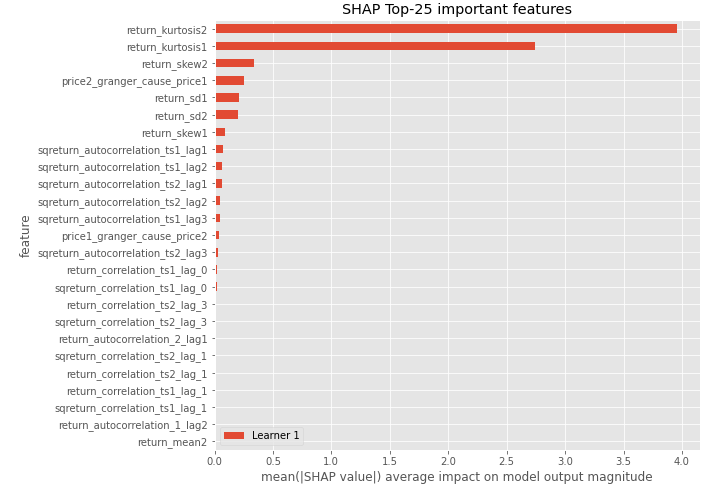 SHAP Top-25 important features
return_kurtosis2
return_kurtosis1
return_skew2
price2_granger_cause_price1
return_sd1
return_sd2
return_skew1
sqreturn_autocorrelation_ts1_lag1
sqreturn_autocorrelation_ts1_lag2
sqreturn_autocorrelation_ts2_lag1
sqreturn_autocorrelation_ts2_lag2
sqreturn_autocorrelation_ts1_lag3
price1_granger_cause_price2
sqreturn_autocorrelation_ts2_lag3
return_correlation_ts1_lag_0
sqreturn_correlation_ts1_lag_0
return_correlation_ts2_lag_3
sqreturn_correlation_ts2_lag_3
return_autocorrelation_2_lag1
sqreturn_correlation_ts2_lag_1
return_correlation_ts2_lag_1
return_correlation_ts1_lag_1
sqreturn_correlation_ts1_lag_1
return_autocorrelation_1_lag2
return_mean2
feature
Learner 1
0.0 0.5 1.0 1.5 2.0 2.5 3.0 3.5 4.0
mean(|SHAP value|) average impact on model output magnitude